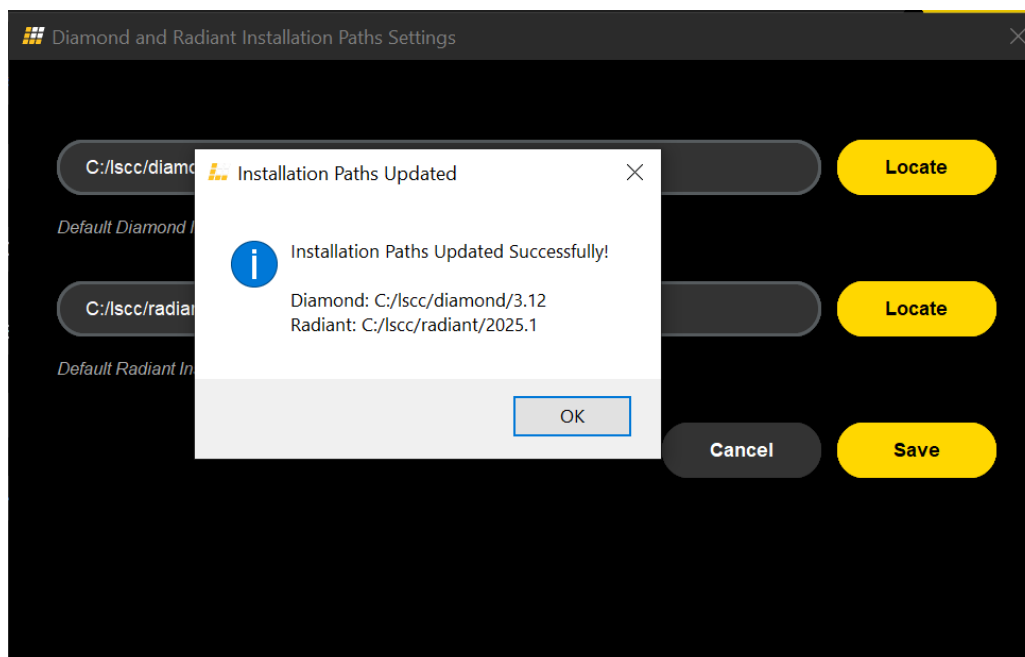 Diamond and Radiant Installation Paths Settings
C:/lscc/diamo
Locate
Installation Paths Updated
Default Diamond I
Installation Paths Updated Successfully!
Diamond: C:/lscc/diamond/3.12
Radiant: C:/lscc/radiant/2025.1
C:/lscc/radian
Locate
Default Radiant In
OK
Cancel
Save